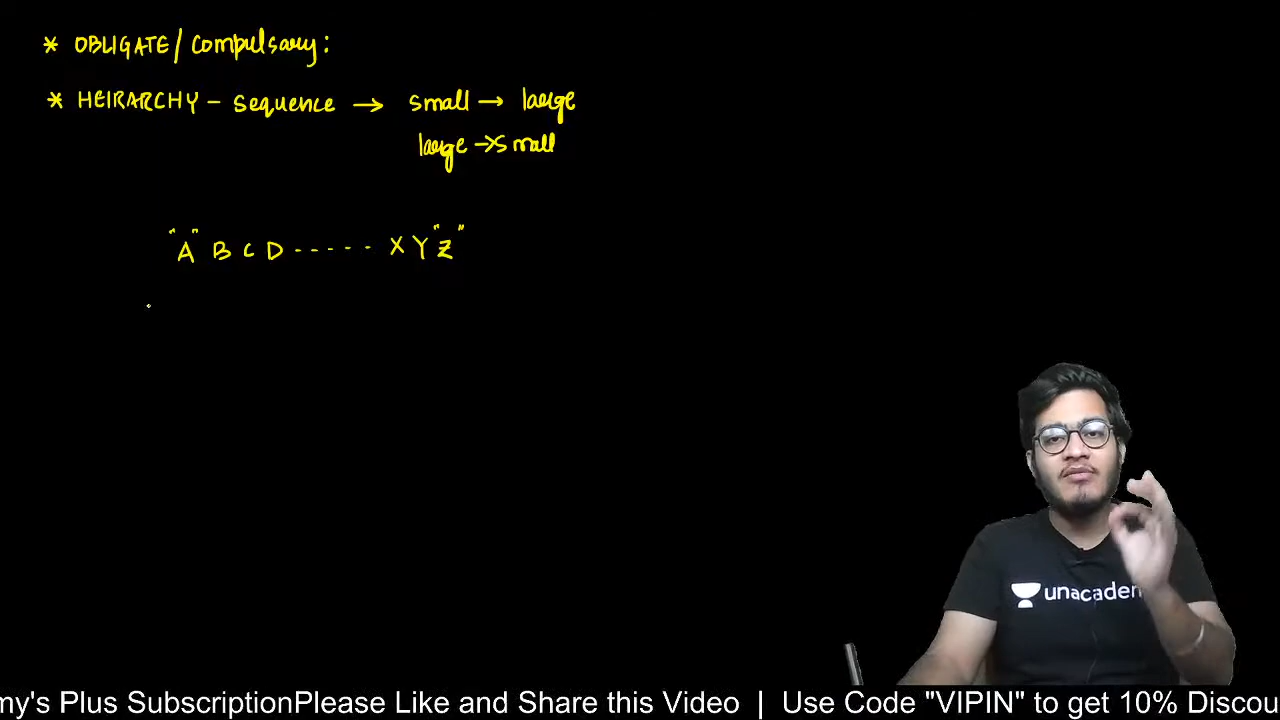 * OBLIGATE/Compulsary:
* HEIRARCHY - Sequence → small → large
large → small
"A" B C D ------ X Y "Z"
unacadem
my's Plus SubscriptionPlease Like and Share this Video | Use Code "VIPIN" to get 10% Discou